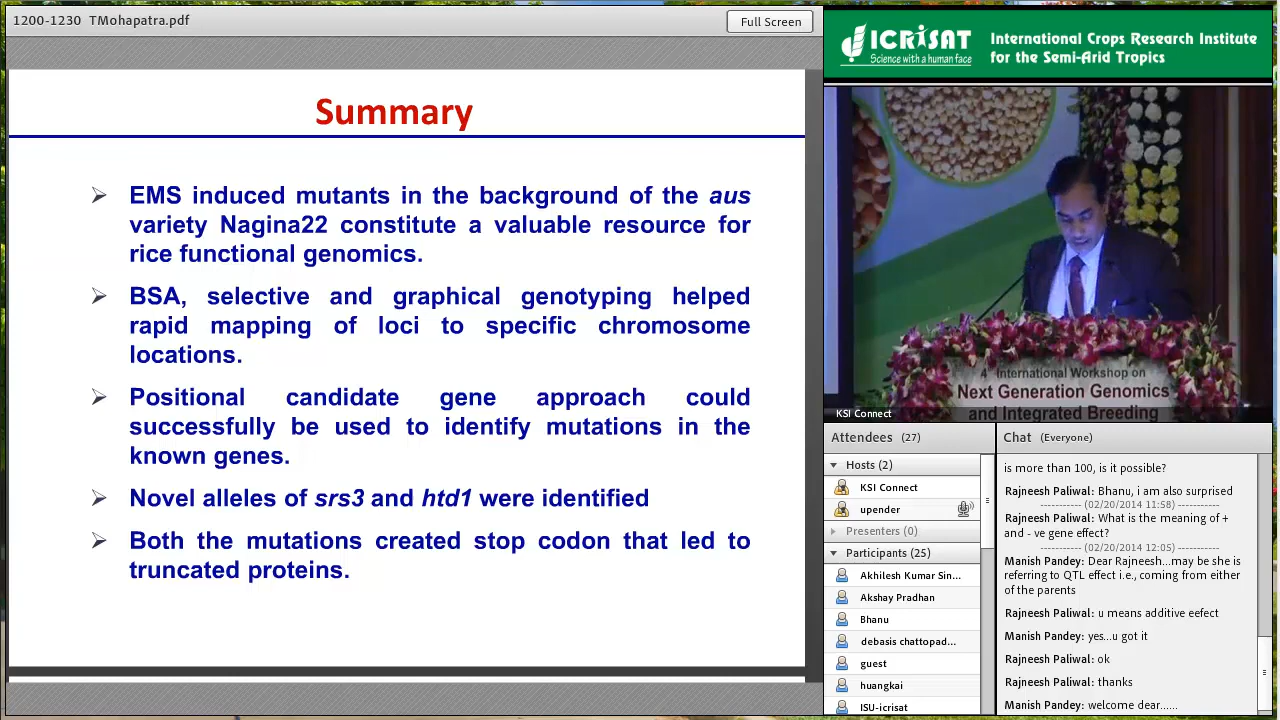 1200-1230 TMohapatra.pdf
Full Screen
Summary
EMS induced mutants in the background of the aus
variety Nagina22 constitute a valuable resource for
rice functional genomics.
BSA, selective and graphical genotyping helped
rapid mapping of loci to specific chromosome
locations.
Positional candidate gene approach could
successfully be used to identify mutations in the
known genes.
Novel alleles of srs3 and htd1 were identified
Both the mutations created stop codon that led to
truncated proteins.
ICRISAT
Science with a human face
International Crops Research Institute
for the Semi-Arid Tropics
4th International Workshop on
Next Generation Genomics
and Integrated Breeding
KSI Connect
Attendees (27)
Hosts (2)
KSI Connect
upender
Presenters (0)
Participants (25)
Akhilesh Kumar Sin...
Akshay Pradhan
Bhanu
debasis chattopad...
guest
huangkai
ISU-icrisat
Chat (Everyone)
is more than 100, is it possible?
Rajneesh Paliwal: Bhanu, i am also surprised
---------- (02/20/2014 11:58) ----------
Rajneesh Paliwal: What is the meaning of +
and - ve gene effect?
---------- (02/20/2014 12:05) ----------
Manish Pandey: Dear Rajneesh...may be she is
referring to QTL effect i.e., coming from either
of the parents
Rajneesh Paliwal: u means additive eefect
Manish Pandey: yes...u got it
Rajneesh Paliwal: ok
Rajneesh Paliwal: thanks
Manish Pandey: welcome dear......